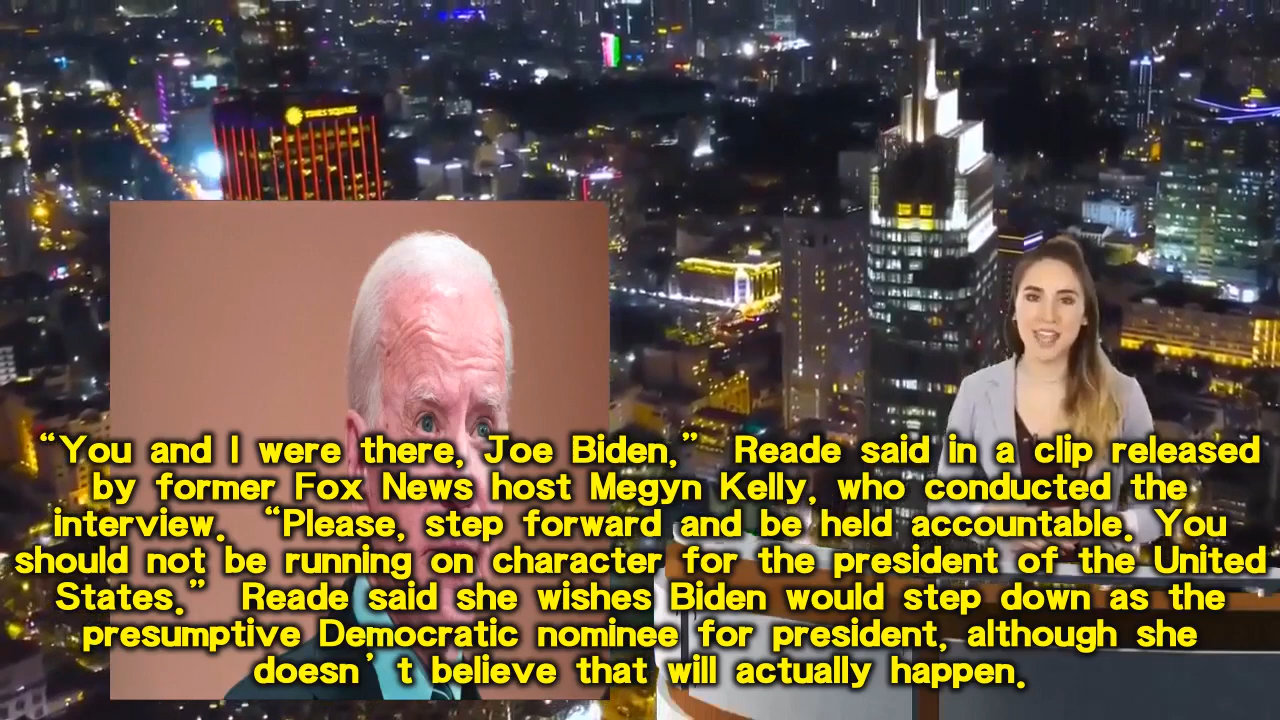 TIMES SQUARE
“You and I were there, Joe Biden,” Reade said in a clip released
by former Fox News host Megyn Kelly, who conducted the
interview. “Please, step forward and be held accountable. You
should not be running on character for the president of the United
States.” Reade said she wishes Biden would step down as the
presumptive Democratic nominee for president, although she
doesn’t believe that will actually happen.